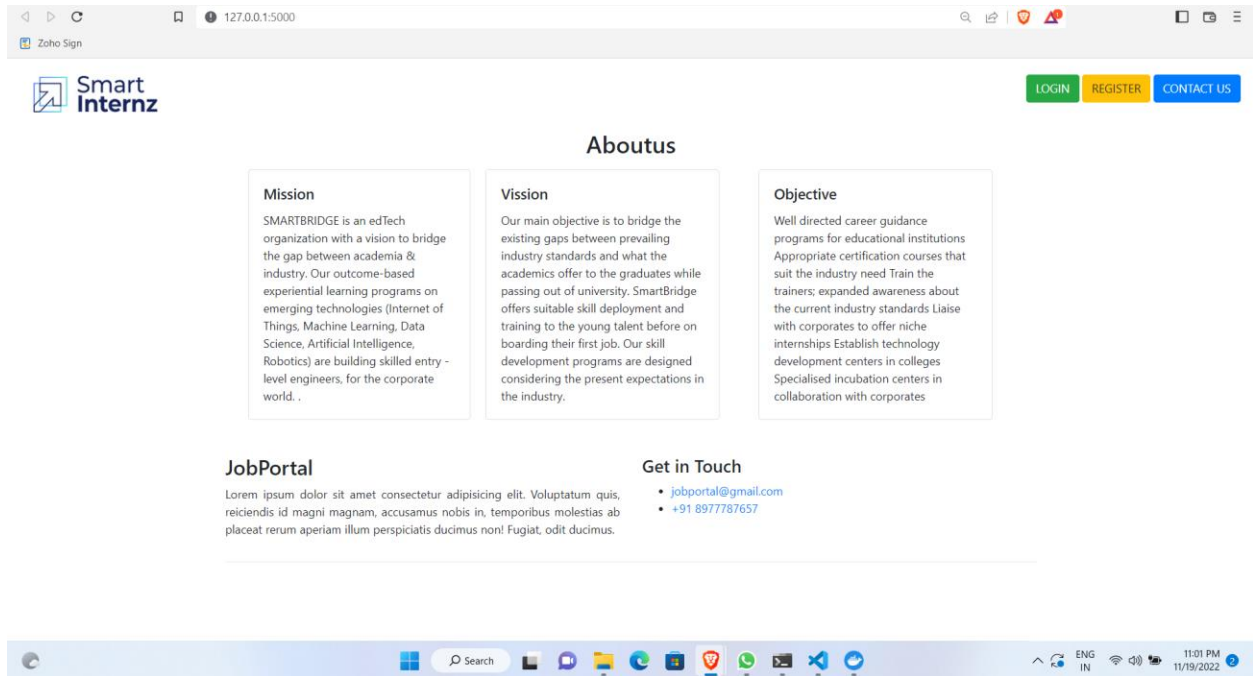 127.0.0.1:5000
Zoho Sign
Smart
Internz
LOGIN REGISTER CONTACT US
Aboutus
Mission
SMARTBRIDGE is an edTech
organization with a vision to bridge
the gap between academia &
industry. Our outcome-based
experiential learning programs on
emerging technologies (Internet of
Things, Machine Learning, Data
Science, Artificial Intelligence,
Robotics) are building skilled entry -
level engineers, for the corporate
world. .
Vission
Our main objective is to bridge the
existing gaps between prevailing
industry standards and what the
academics offer to the graduates while
passing out of university. SmartBridge
offers suitable skill deployment and
training to the young talent before on
boarding their first job. Our skill
development programs are designed
considering the present expectations in
the industry.
Objective
Well directed career guidance
programs for educational institutions
Appropriate certification courses that
suit the industry need Train the
trainers; expanded awareness about
the current industry standards Liaise
with corporates to offer niche
internships Establish technology
development centers in colleges
Specialised incubation centers in
collaboration with corporates
JobPortal
Lorem ipsum dolor sit amet consectetur adipisicing elit. Voluptatum quis,
reiciendis id magni magnam, accusamus nobis in, temporibus molestias ab
placeat rerum aperiam illum perspiciatis ducimus non! Fugiat, odit ducimus.
Get in Touch
• jobportal@gmail.com
• +91 8977787657
Search
ENG
IN
11:01 PM
11/19/2022
2